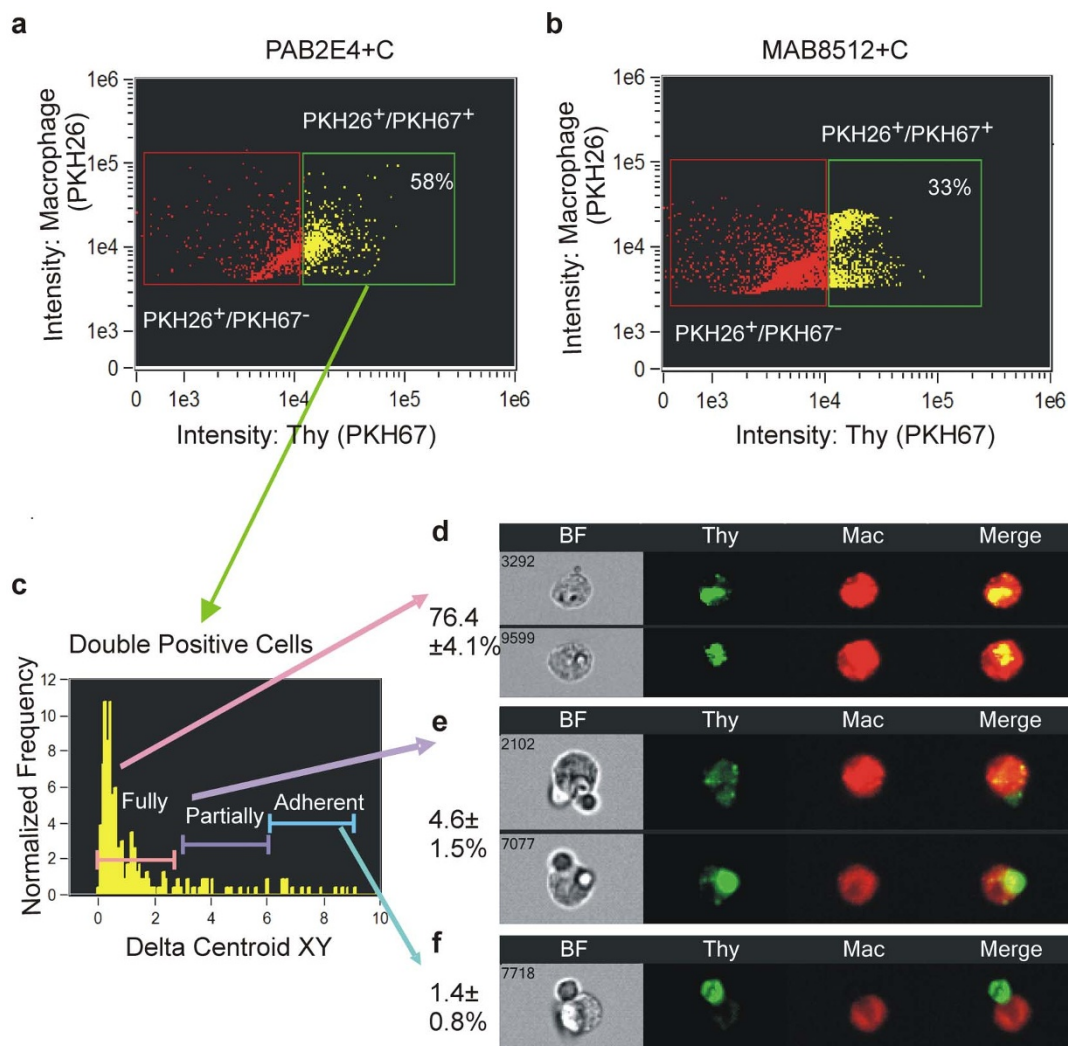 a
PAB2E4+C
Intensity: Macrophage
(PKH26)
1e6
1e5
1e4
1e3
0
PKH26+/PKH67+
58%
PKH26+/PKH67-
0 1e3 1e4 1e5 1e6
Intensity: Thy (PKH67)
b
MAB8512+C
Intensity: Macrophage
(PKH26)
1e6
1e5
1e4
1e3
0
PKH26+/PKH67+
33%
PKH26+/PKH67-
0 1e3 1e4 1e5 1e6
Intensity: Thy (PKH67)
c
Double Positive Cells
Normalized Frequency
12
10
8
6
4
2
0
Fully
Partially
Adherent
0 2 4 6 8 10
Delta Centroid XY
d
BF Thy Mac Merge
3292
76.4
±4.1%
9599
e
BF Thy Mac Merge
2102
4.6±
1.5%
7077
f
BF Thy Mac Merge
7718
1.4±
0.8%